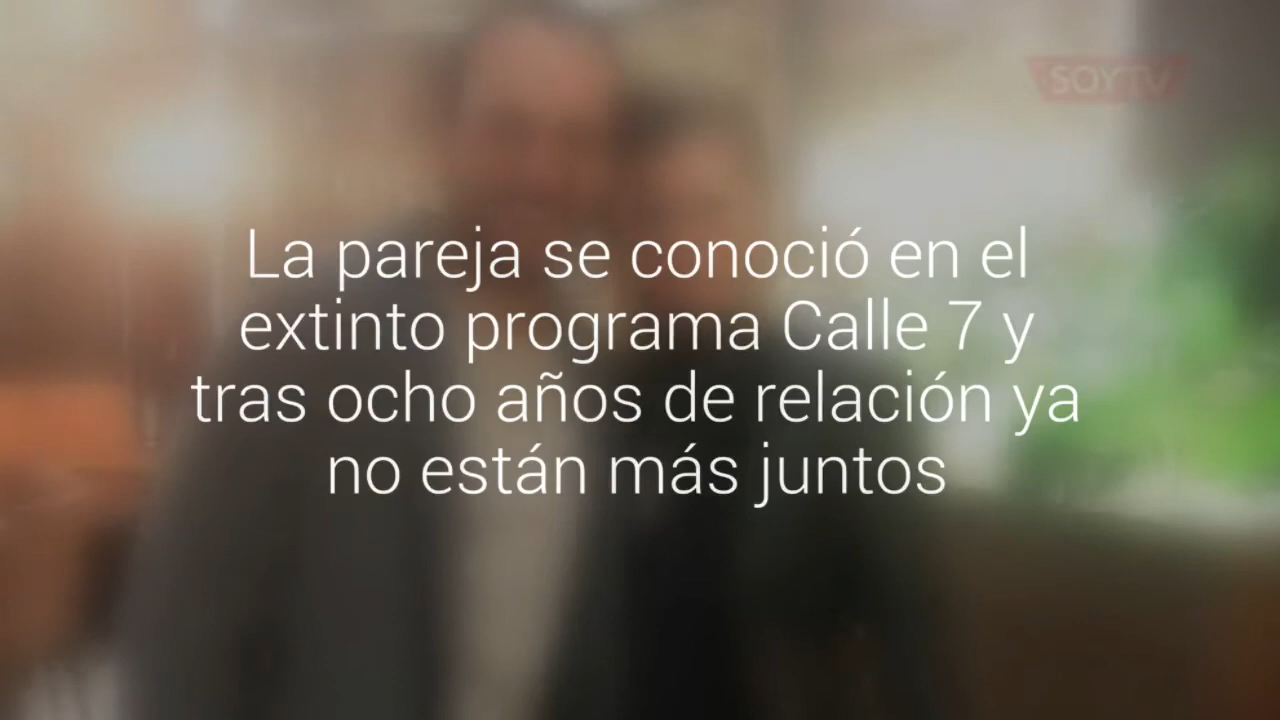 SOYTV
La pareja se conoció en el
extinto programa Calle 7 y
tras ocho años de relación ya
no están más juntos